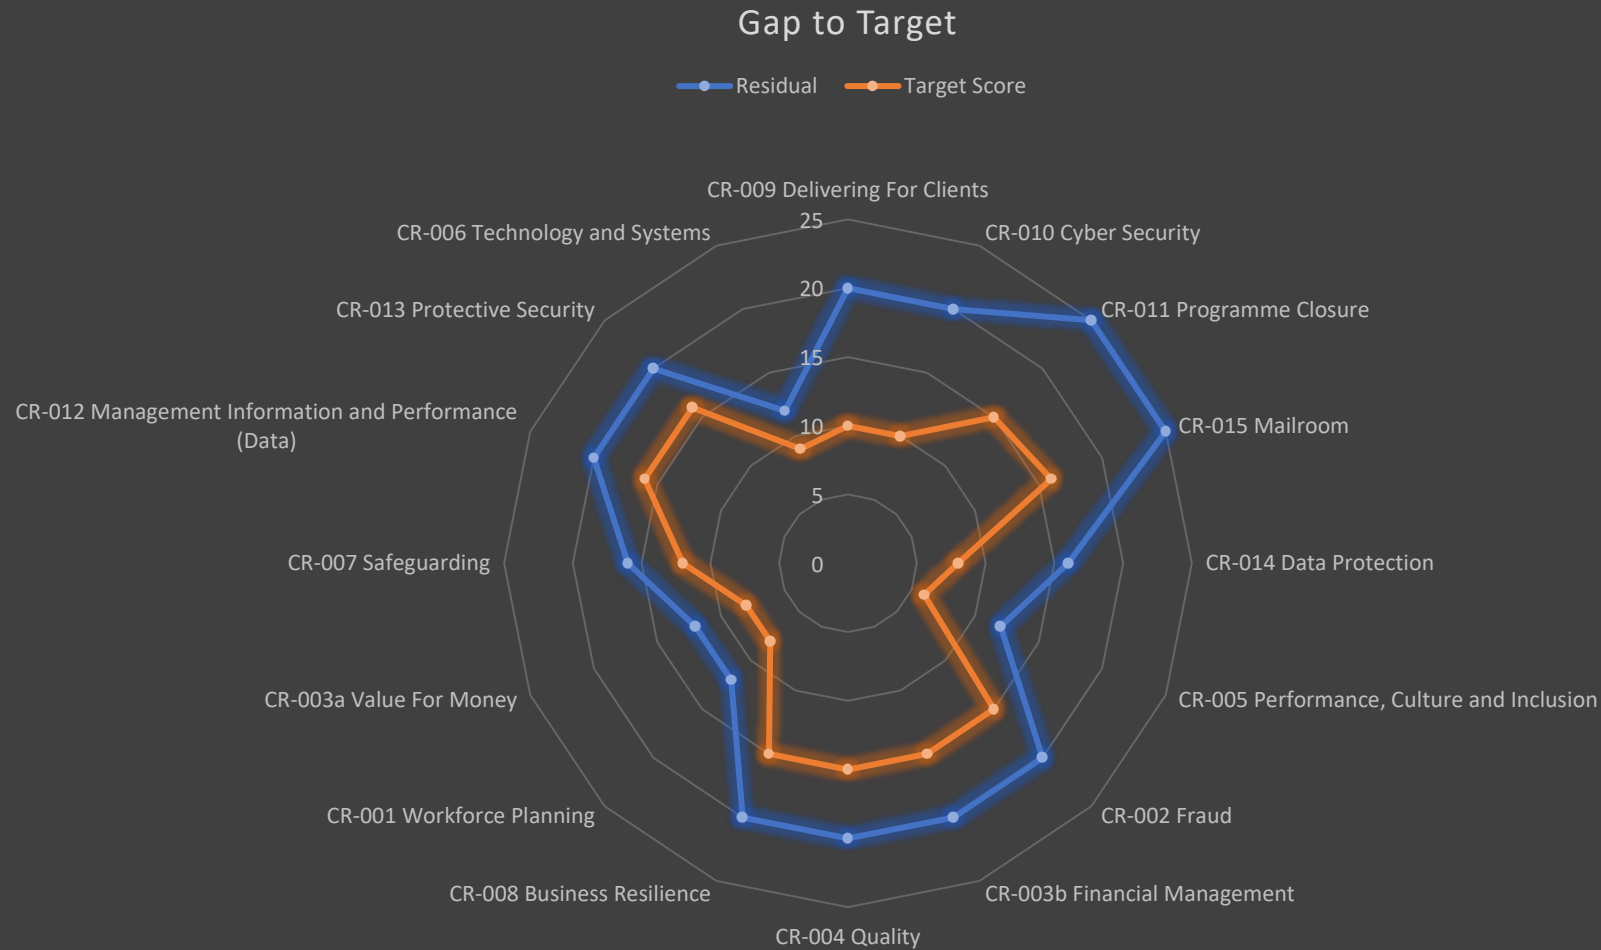 Gap to Target
Residual
Target Score
CR-009 Delivering For Clients
CR-010 Cyber Security
CR-011 Programme Closure
CR-015 Mailroom
CR-014 Data Protection
CR-005 Performance, Culture and Inclusion
CR-002 Fraud
CR-003b Financial Management
CR-004 Quality
CR-008 Business Resilience
CR-001 Workforce Planning
CR-003a Value For Money
CR-007 Safeguarding
CR-012 Management Information and Performance
(Data)
CR-013 Protective Security
CR-006 Technology and Systems
25
20
15
10
5
0